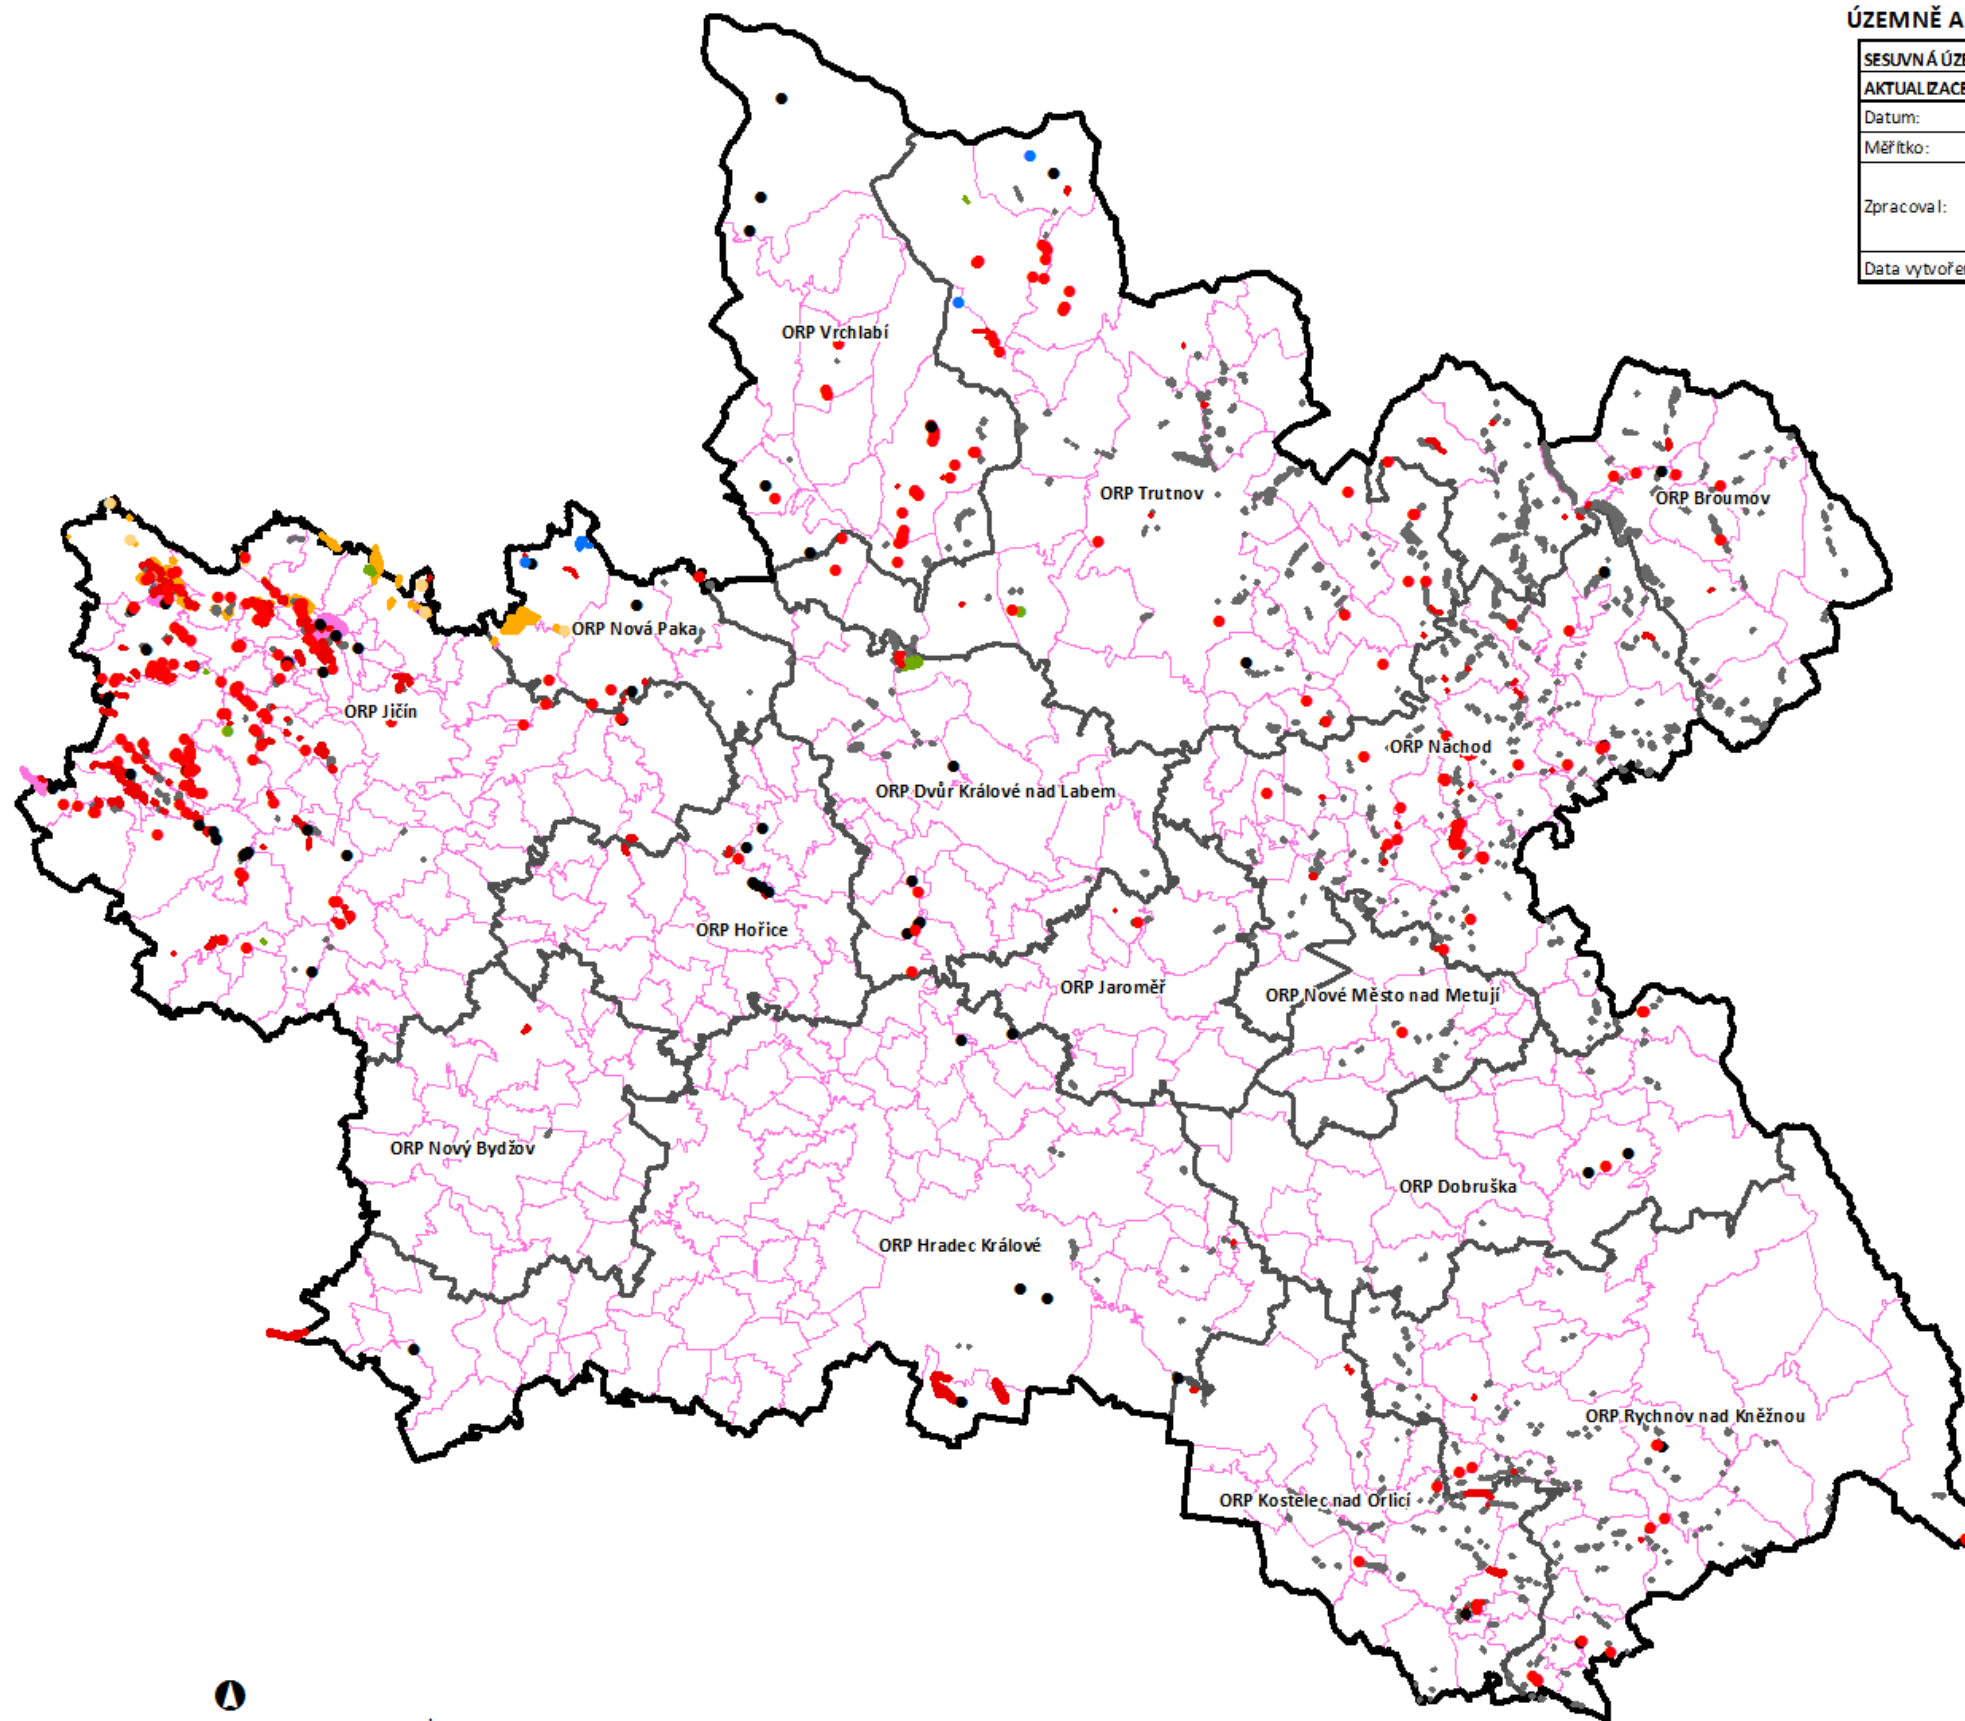 ÚZEMNĚ A
SESUVNÁ ÚZE
AKTUALIZACE
Datum:
Měřítko:
Zpracoval:
Data vytvoře
ORP Vrchlabí
ORP Trutnov
ORP Broumov
ORP Nová Paka
ORP Jičín
ORP Náchod
ORP Dvůr Králové nad Labem
ORP Hořice
ORP Jaroměř
ORP Nové Město nad Metují
ORP Nový Bydžov
ORP Dobruška
ORP Hradec Králové
ORP Rychnov nad Kněžnou
ORP Kostelec nad Orlicí